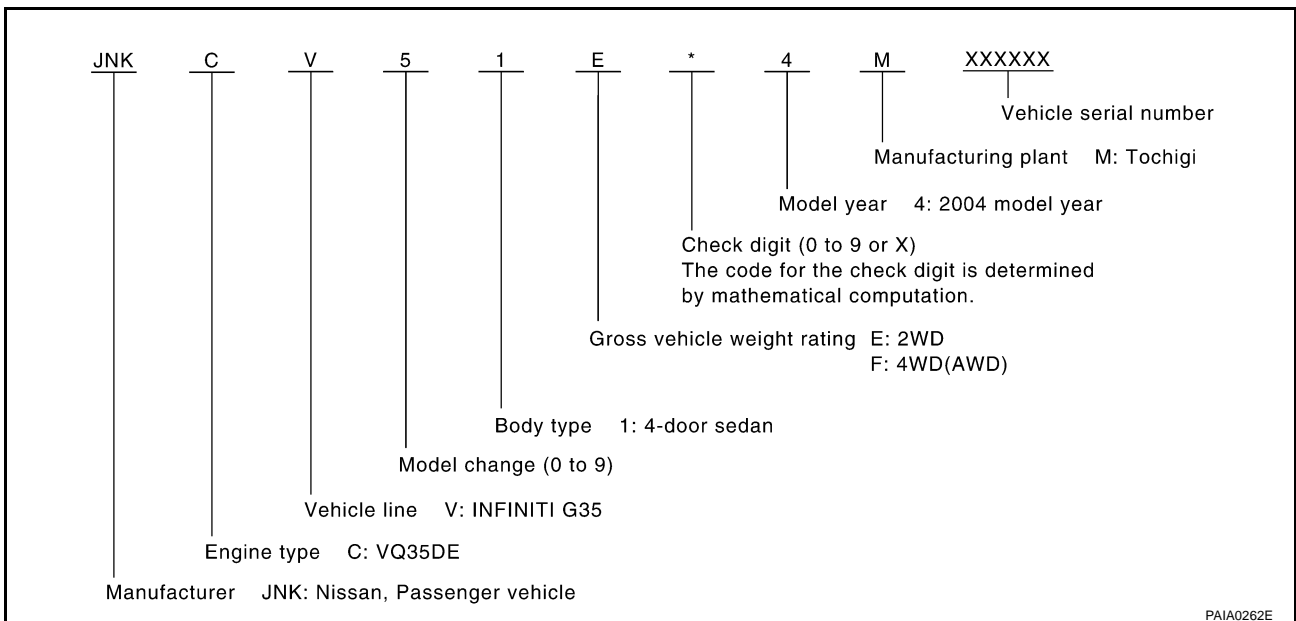 JNK C V 5 1 E * 4 M XXXXXX
Vehicle serial number
Manufacturing plant M: Tochigi
Model year 4: 2004 model year
Check digit (0 to 9 or X)
The code for the check digit is determined
by mathematical computation.
Gross vehicle weight rating E: 2WD
F: 4WD(AWD)
Body type 1: 4-door sedan
Model change (0 to 9)
Vehicle line V: INFINITI G35
Engine type C: VQ35DE
Manufacturer JNK: Nissan, Passenger vehicle
PAIA0262E